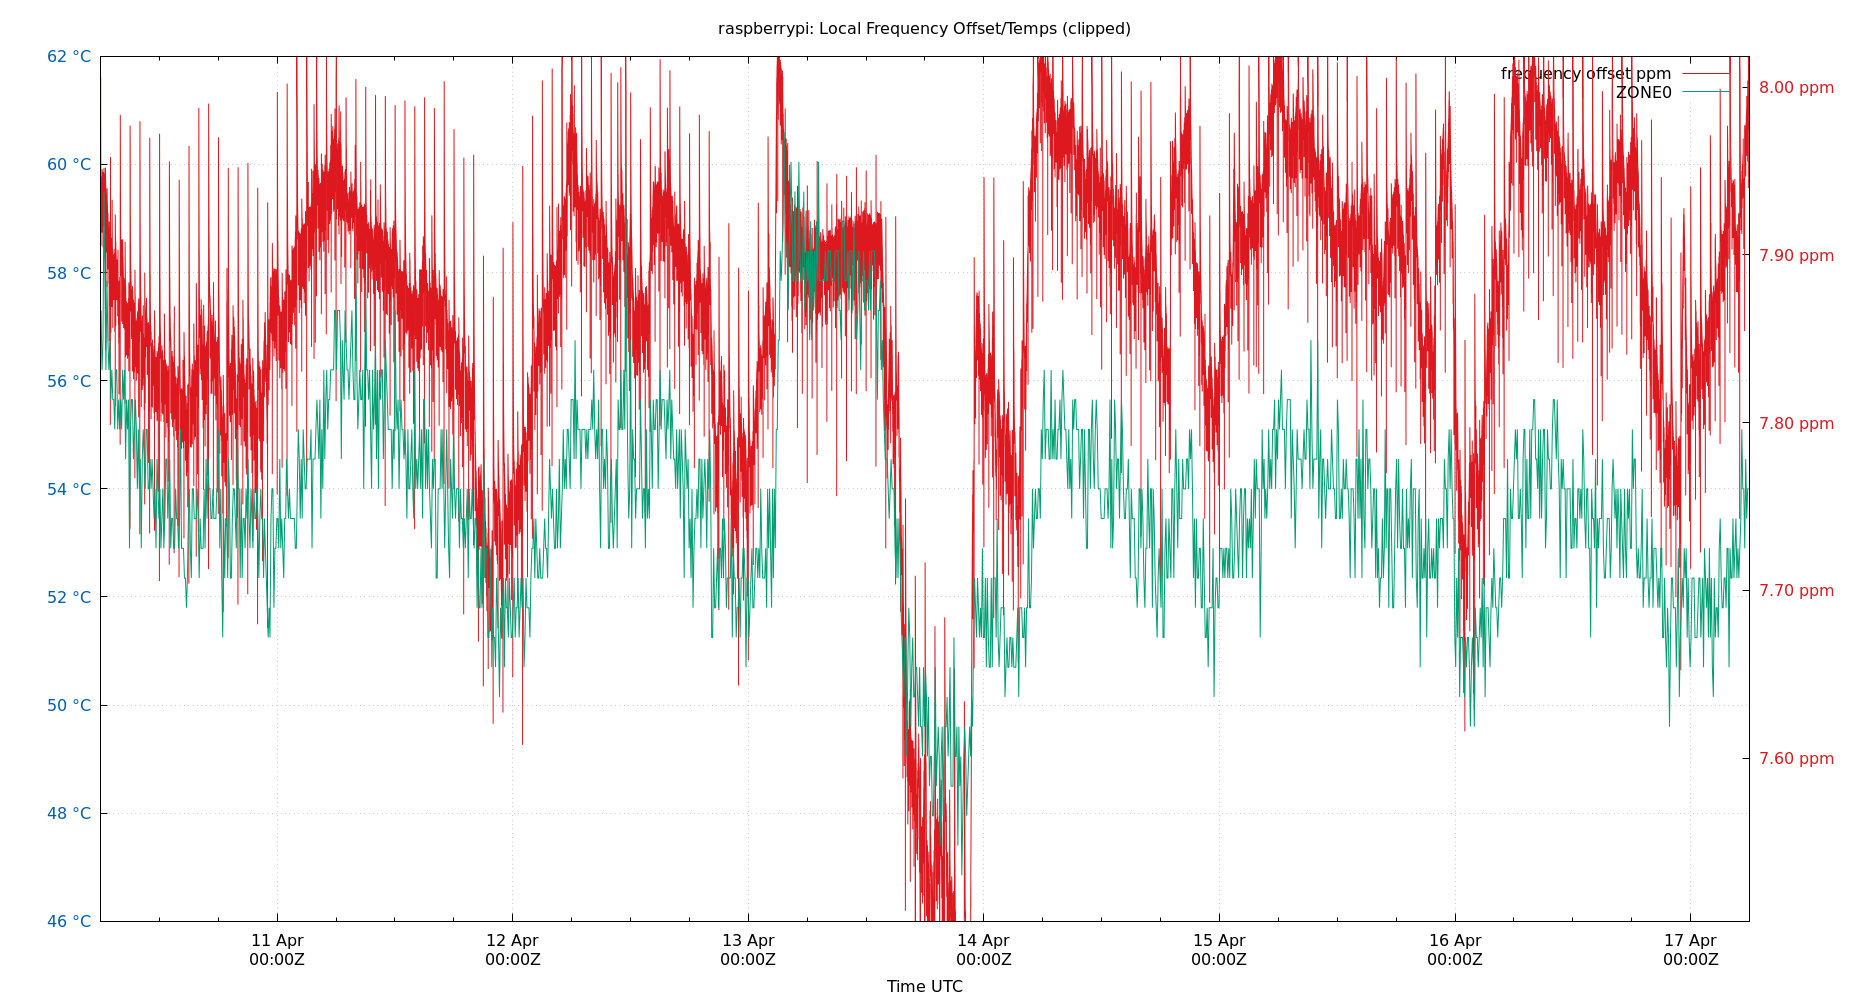 raspberrypi: Local Frequency Offset/Temps (clipped)
62 °C
60 °C
58 °C
56 °C
54 °C
52 °C
50 °C
48 °C
46 °C
frequency offset ppm
ZONE0
8.00 ppm
7.90 ppm
7.80 ppm
7.70 ppm
7.60 ppm
11 Apr
00:00Z
12 Apr
00:00Z
13 Apr
00:00Z
14 Apr
00:00Z
15 Apr
00:00Z
16 Apr
00:00Z
17 Apr
00:00Z
Time UTC